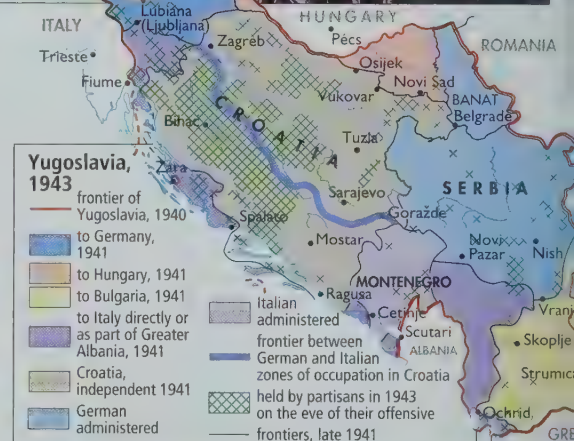 HUNGARY
ITALY
Lubiana
(Ljubljana)
Zagreb
Pécs
ROMANIA
Trieste
Osijek
Fiume
Novi Sad
Vukovar
BANAT
Belgrade
Bihac
CROATIA
Tuzla
Zara
SERBIA
Sarajevo
Goražde
Spalato
Mostar
Novi
Pazar
Nish
MONTENEGRO
Ragusa
Cetinje
Vranj
Scutari
ALBANIA
Skoplje
Strumica
Ochrid
GRE
Yugoslavia,
1943
frontier of
Yugoslavia, 1940
to Germany,
1941
to Hungary, 1941
to Bulgaria, 1941
to Italy directly or
as part of Greater
Albania, 1941
Croatia,
independent 1941
German
administered
Italian
administered
frontier between
German and Italian
zones of occupation in Croatia
held by partisans in 1943
on the eve of their offensive
frontiers, late 1941